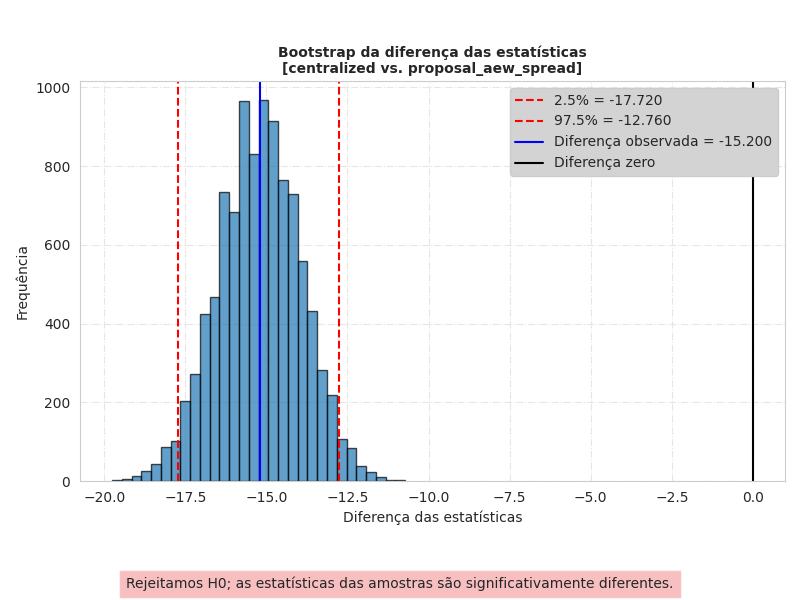 Bootstrap da diferença das estatísticas
[centralized vs. proposal_aew_spread]
1000
800
600
400
200
0
Frequência
2.5% = -17.720
97.5% = -12.760
Diferença observada = -15.200
Diferença zero
−20.0 −17.5 −15.0 −12.5 −10.0 −7.5 −5.0 −2.5 0.0
Diferença das estatísticas
Rejeitamos H0; as estatísticas das amostras são significativamente diferentes.